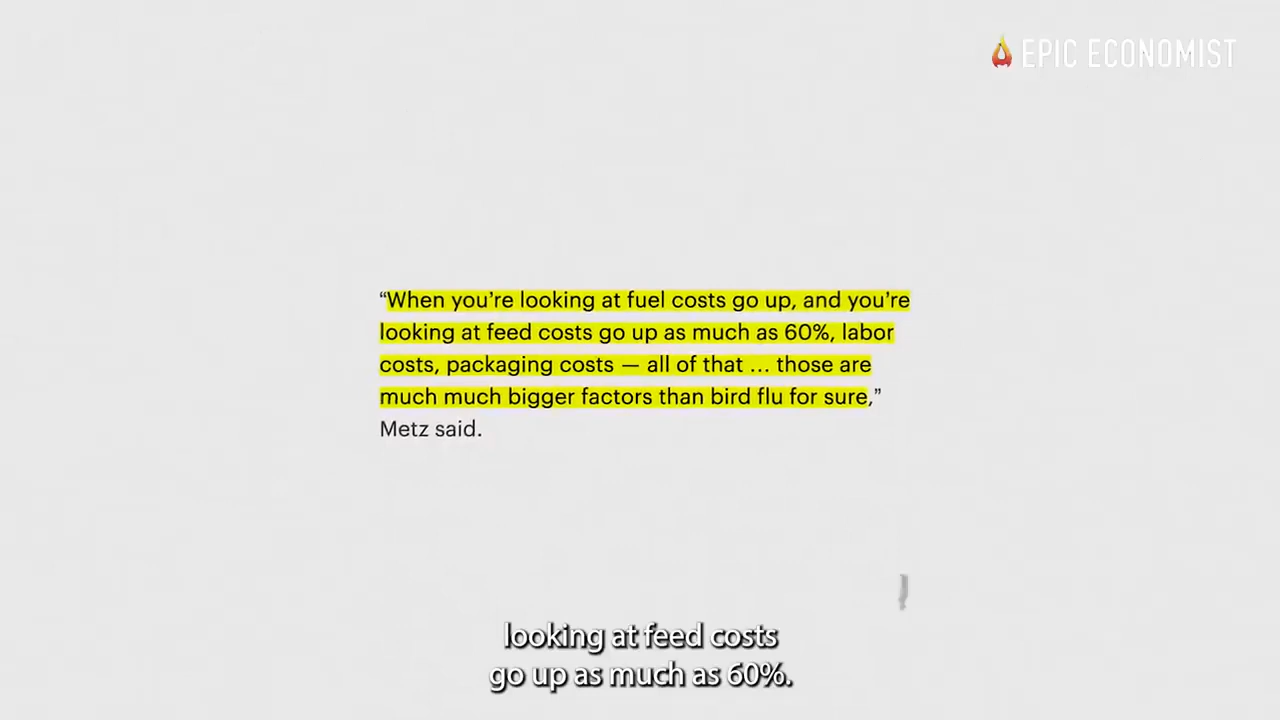 EPIC ECONOMIST
“When you’re looking at fuel costs go up, and you’re
looking at feed costs go up as much as 60%, labor
costs, packaging costs — all of that … those are
much much bigger factors than bird flu for sure,”
Metz said.
looking at feed costs
go up as much as 60%.